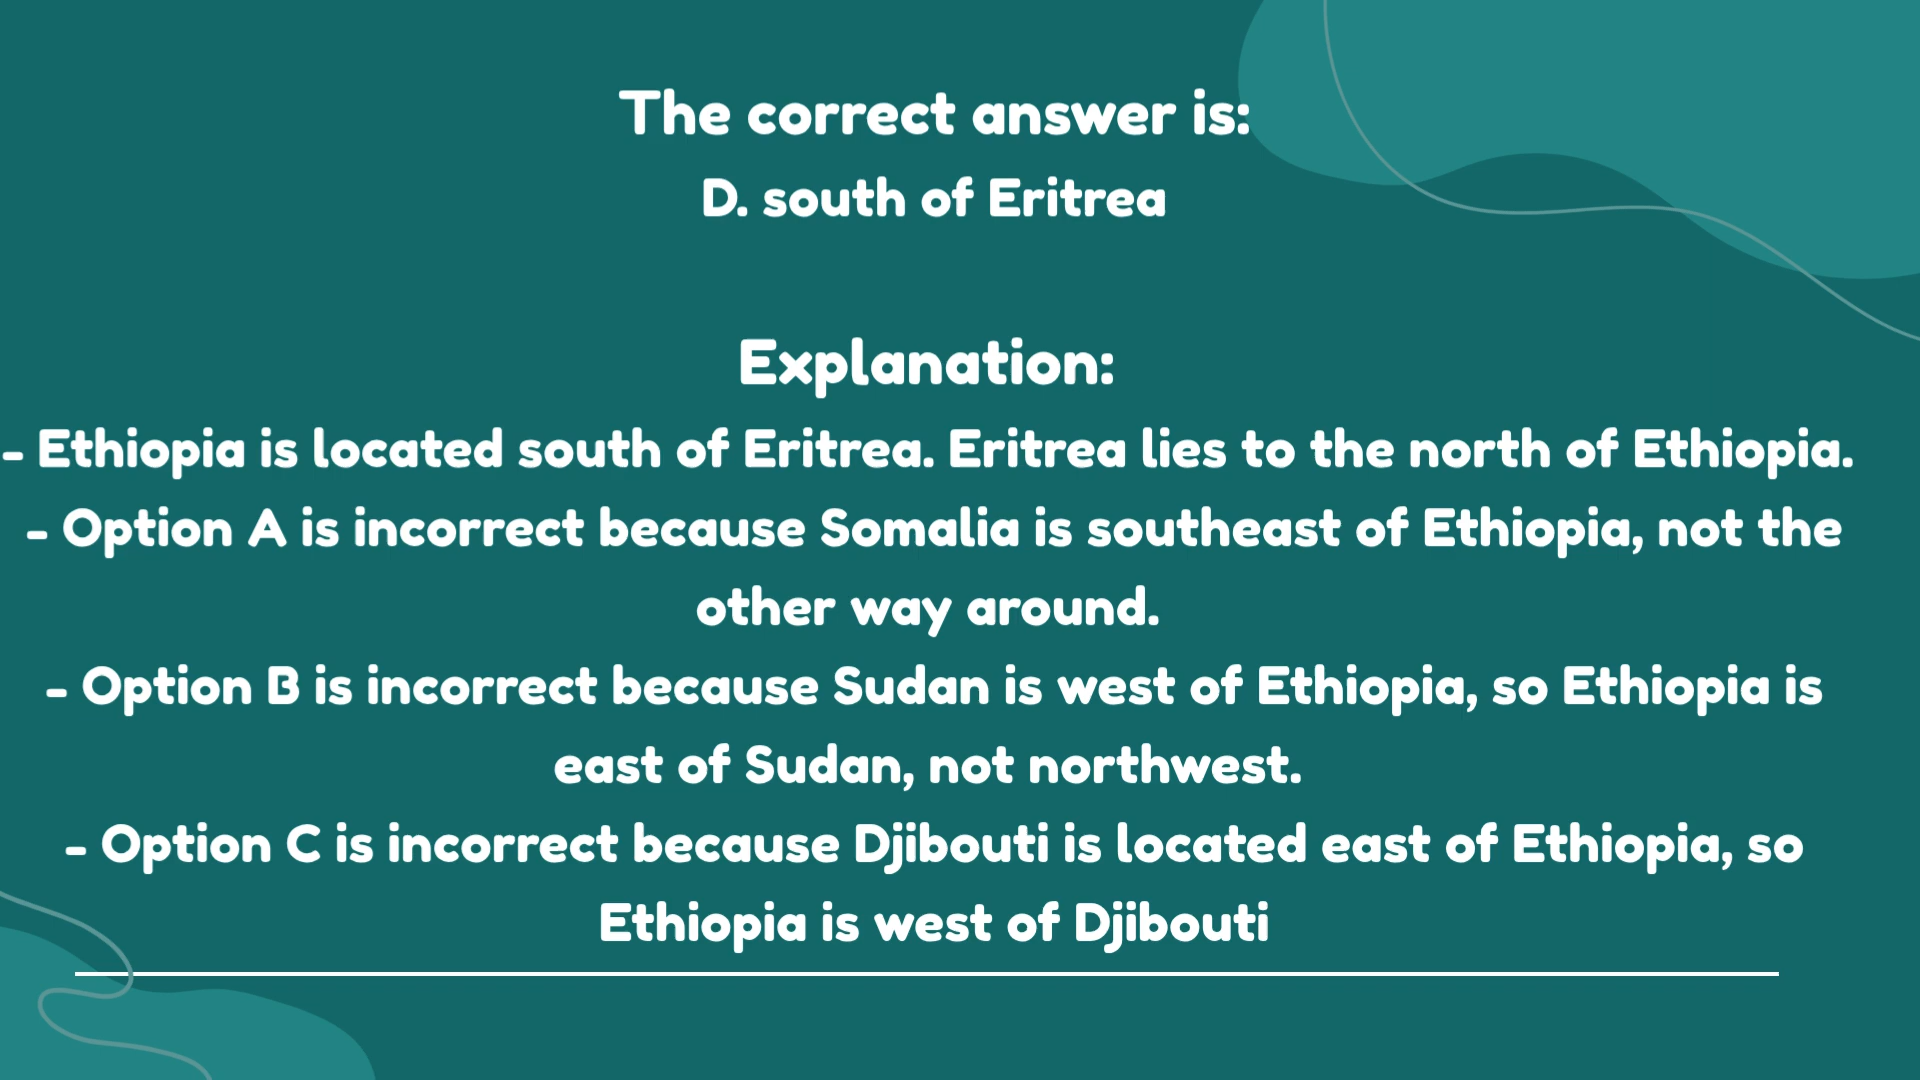 The correct answer is:
D. south of Eritrea
Explanation:
- Ethiopia is located south of Eritrea. Eritrea lies to the north of Ethiopia.
- Option A is incorrect because Somalia is southeast of Ethiopia, not the
other way around.
- Option B is incorrect because Sudan is west of Ethiopia, so Ethiopia is
east of Sudan, not northwest.
- Option C is incorrect because Djibouti is located east of Ethiopia, so
Ethiopia is west of Djibouti